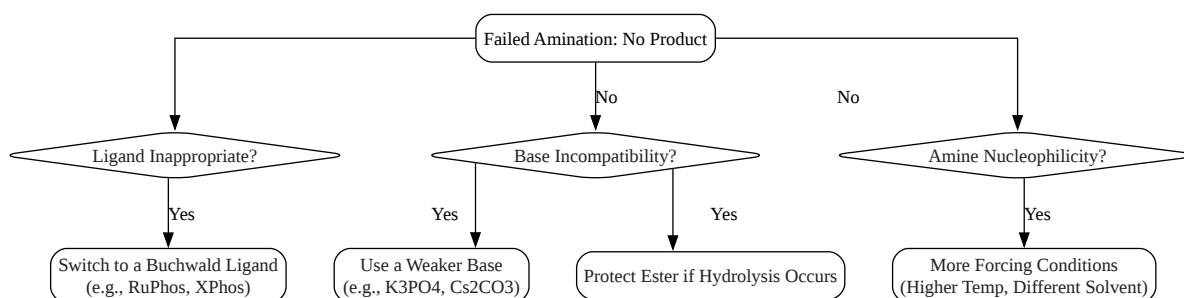 Failed Amination: No Product
No
No
Ligand Inappropriate?
Base Incompatibility?
Amine Nucleophilicity?
Yes
Yes
Yes
Yes
Switch to a Buchwald Ligand
(e.g., RuPhos, XPhos)
Use a Weaker Base
(e.g., K3PO4, Cs2CO3)
Protect Ester if Hydrolysis Occurs
More Forcing Conditions
(Higher Temp, Different Solvent)